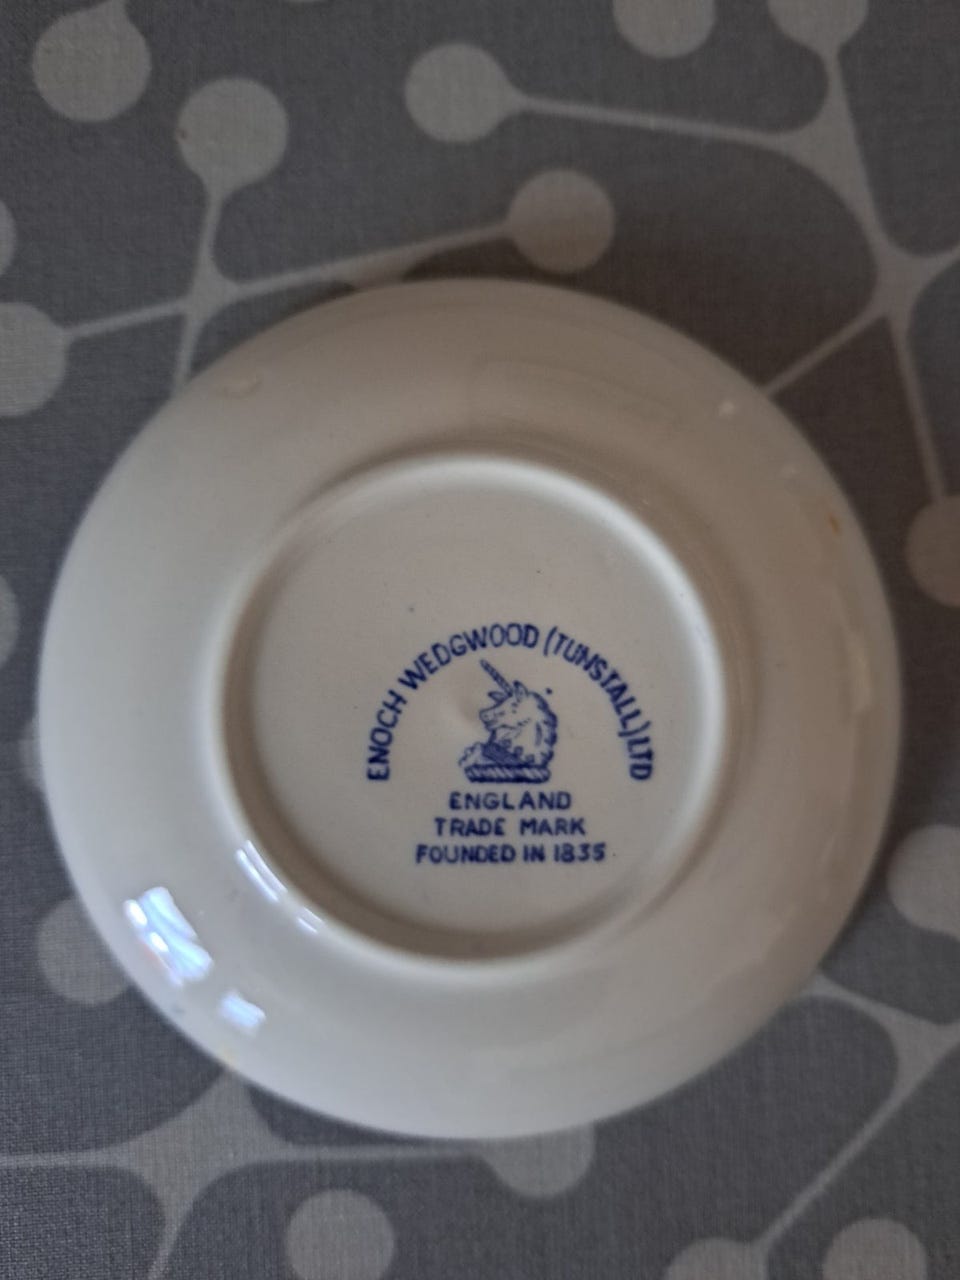 ENOCH WEDGWOOD (TUNSTALL) LTD
ENGLAND
TRADE MARK
FOUNDED IN 1835